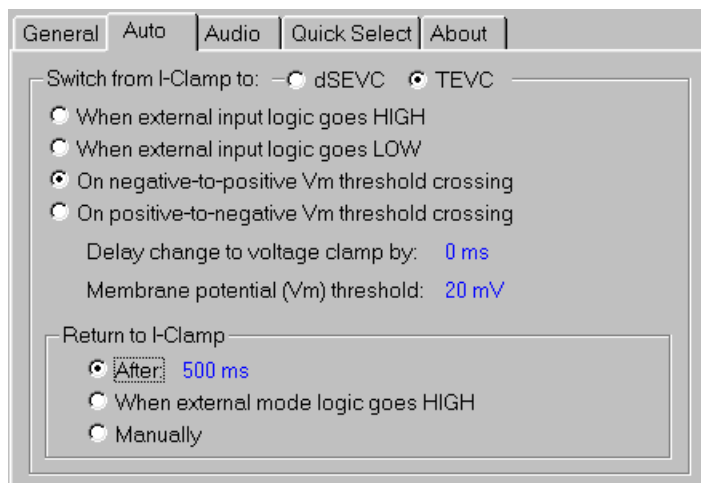 General Auto Audio Quick Select About
Switch from I-Clamp to: dSEVC TEVC
When external input logic goes HIGH
When external input logic goes LOW
On negative-to-positive Vm threshold crossing
On positive-to-negative Vm threshold crossing
Delay change to voltage clamp by: 0 ms
Membrane potential (Vm) threshold: 20 mV
Return to I-Clamp
After: 500 ms
When external mode logic goes HIGH
Manually